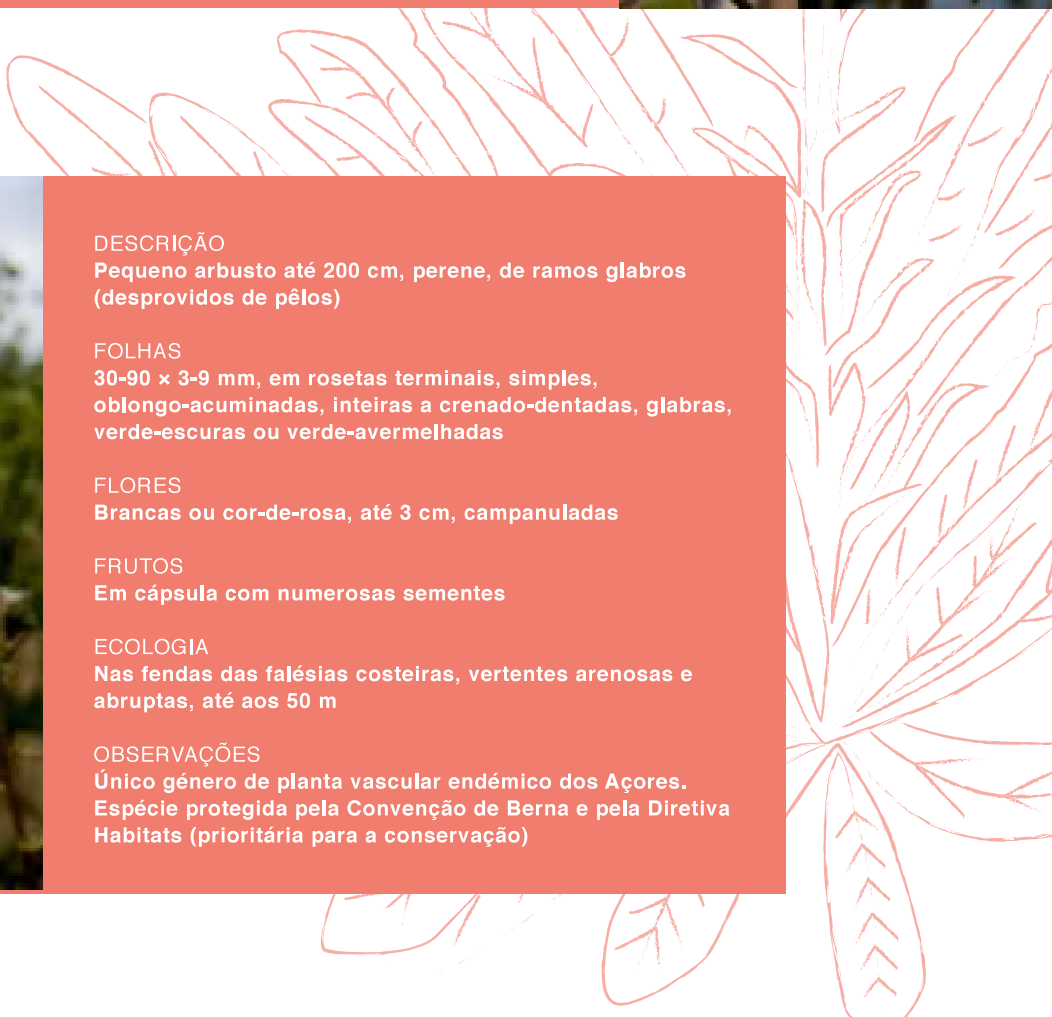 DESCRIÇÃO
Pequeno arbusto até 200 cm, perene, de ramos glabros
(desprovidos de pêlos)
FOLHAS
30-90 × 3-9 mm, em rosetas terminais, simples,
oblongo-acuminadas, inteiras a crenado-dentadas, glabras,
verde-escuras ou verde-avermelhadas
FLORES
Brancas ou cor-de-rosa, até 3 cm, campanuladas
FRUTOS
Em cápsula com numerosas sementes
ECOLOGIA
Nas fendas das falésias costeiras, vertentes arenosas e
abruptas, até aos 50 m
OBSERVAÇÕES
Único género de planta vascular endémico dos Açores.
Espécie protegida pela Convenção de Berna e pela Diretiva
Habitats (prioritária para a conservação)